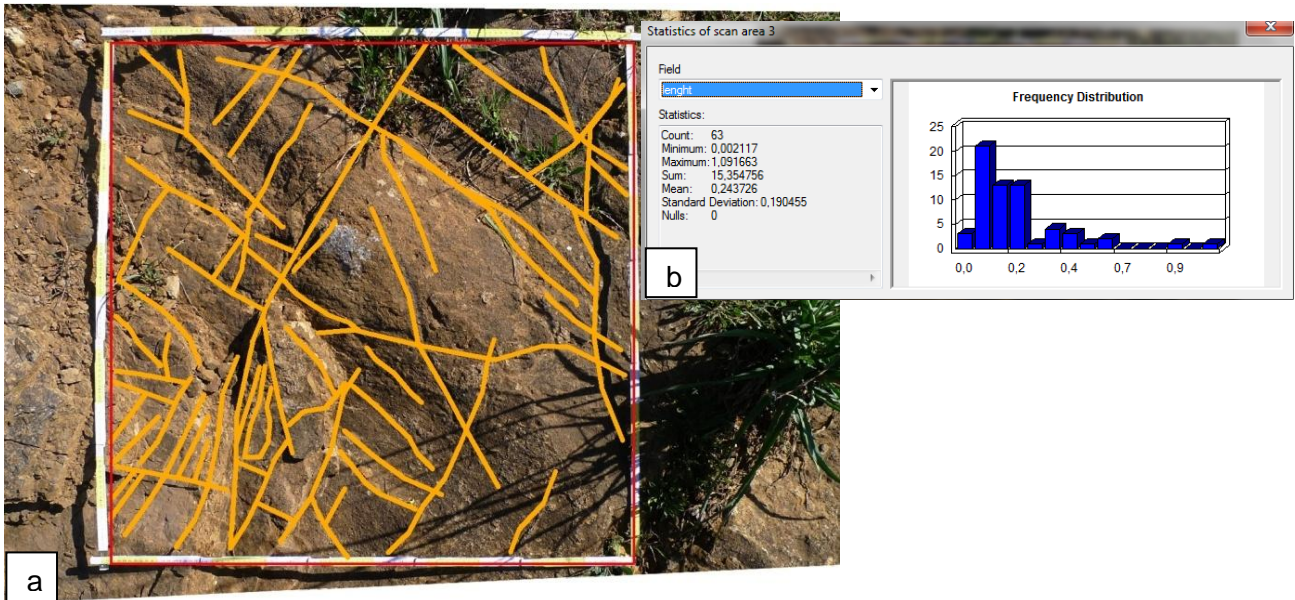 Statistics of scan area 3
Field
lenght
Statistics:
Count: 63
Minimum: 0,002117
Maximum: 1,091663
Sum: 15,354756
Mean: 0,243726
Standard Deviation: 0,190455
Nulls: 0
Frequency Distribution
25
20
15
10
5
0
0,0 0,2 0,4 0,7 0,9
b
a